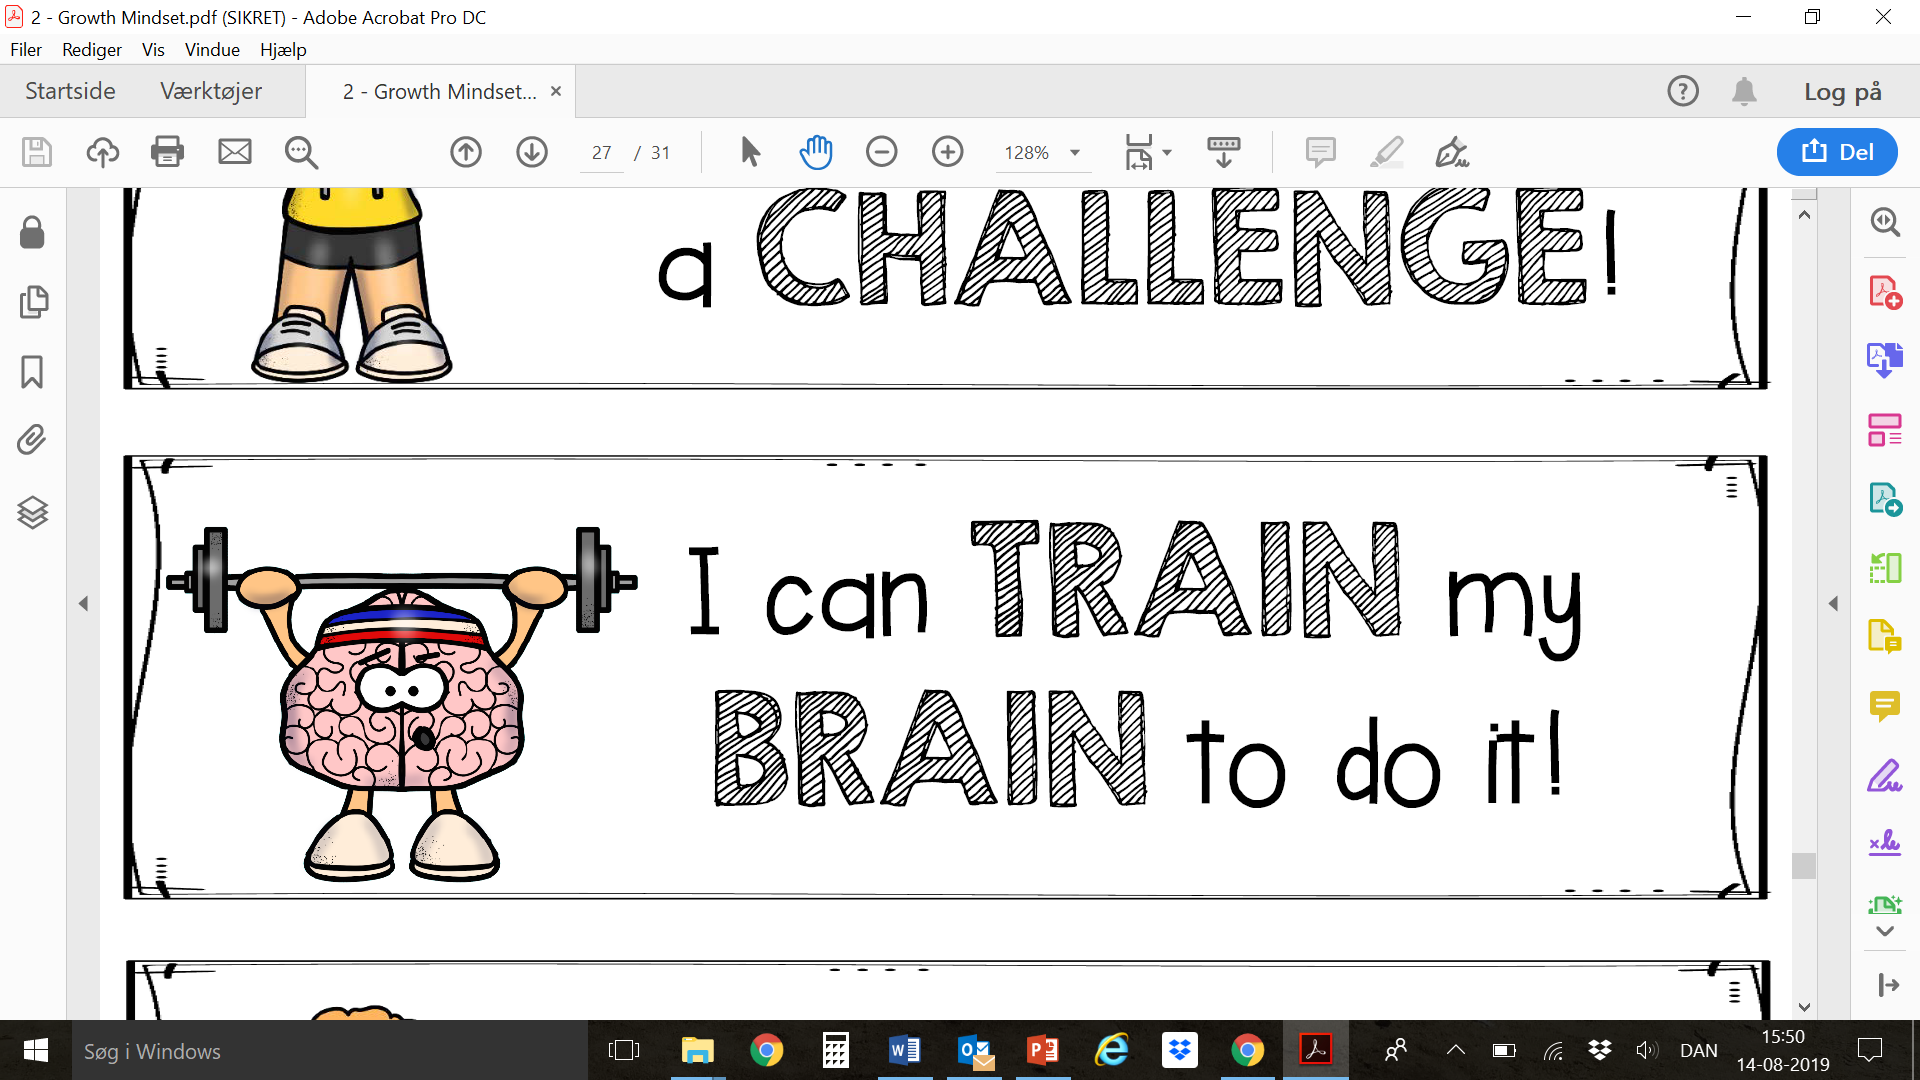 2 - Growth Mindset.pdf (SIKRET) - Adobe Acrobat Pro DC
Filer Rediger Vis Vindue Hjælp
Startside Værktøjer 2 - Growth Mindset... × Log på
27 / 31 128% Del
a CHALLENGE!
I can TRAIN my
BRAIN to do it!
Søg i Windows DAN 15:50
14-08-2019